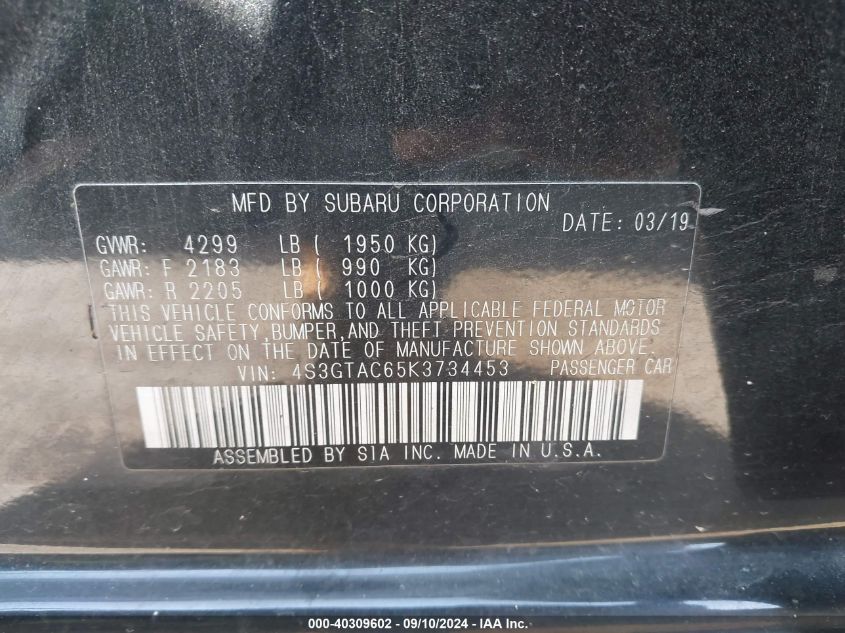 MFD BY SUBARU CORPORATION
DATE: 03/19
GVWR: 4299 LB ( 1950 KG)
GAWR: F 2183 LB ( 990 KG)
GAWR: R 2205 LB ( 1000 KG)
THIS VEHICLE CONFORMS TO ALL APPLICABLE FEDERAL MOTOR
VEHICLE SAFETY,BUMPER,AND THEFT PREVENTION STANDARDS
IN EFFECT ON THE DATE OF MANUFACTURE SHOWN ABOVE.
VIN: 4S3GTAC65K3734453 PASSENGER CAR
ASSEMBLED BY SIA INC. MADE IN U.S.A.
000-40309602 - 09/10/2024 - IAA Inc.